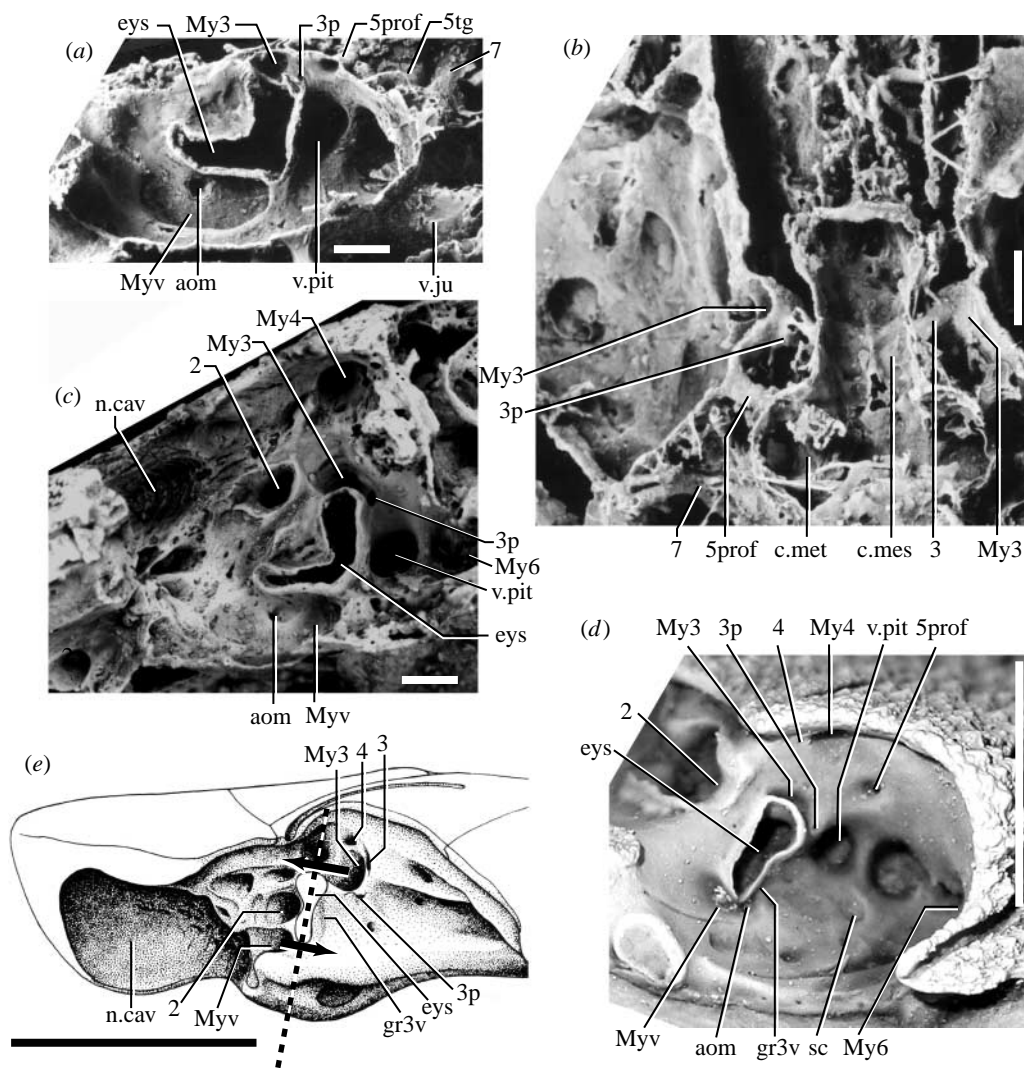 eys My3 3p 5prof 5tg
(a) 7
Myv aom v.pit v.ju
(b)
My3
3p
7 5prof c.met c.mes 3 My3
My4
My3
2
(c)
n.cav
3p
My6
v.pit
eys
aom Myv
(d) My3 3p 4 My4 v.pit 5prof
2
eys
Myv aom gr3v sc My6
(e) My3 4 3
n.cav 2 Myv gr3v eys 3p